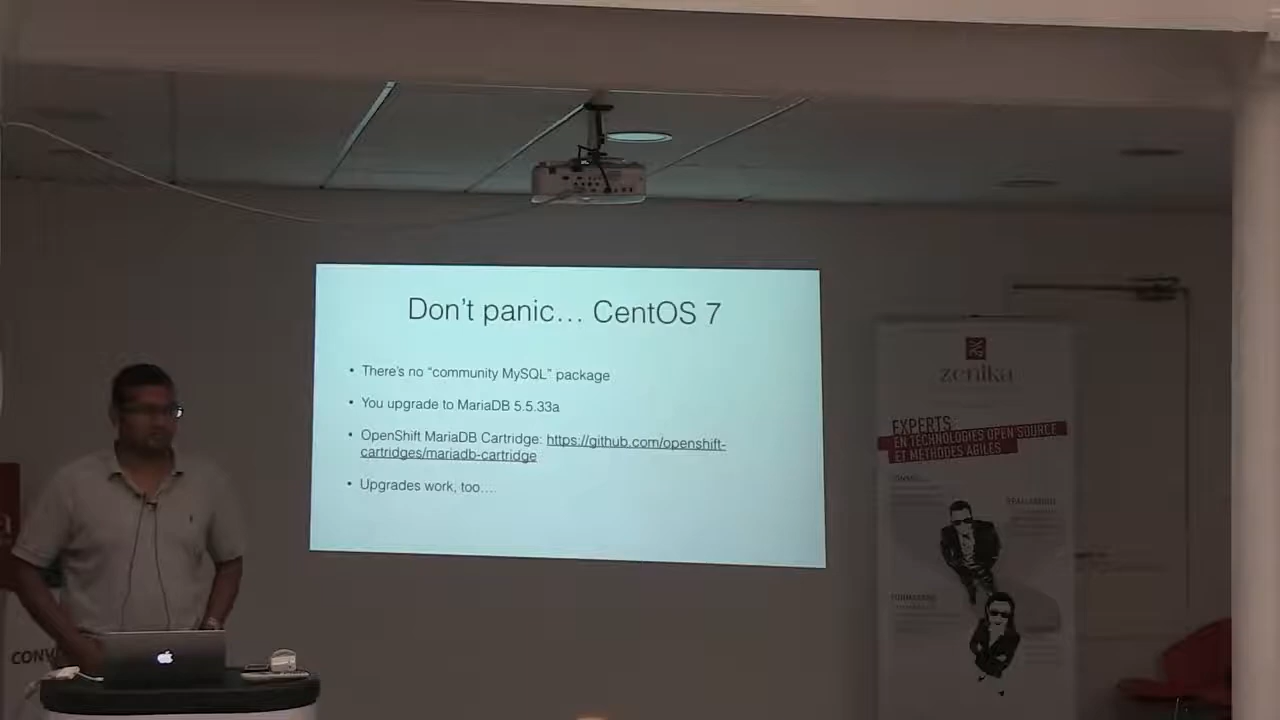 Don't panic... CentOS 7
• There's no “community MySQL” package
• You upgrade to MariaDB 5.5.33a
• OpenShift MariaDB Cartridge: https://github.com/openshift-
cartridges/mariadb-cartridge
• Upgrades work, too....
zenika
EXPERTS
EN TECHNOLOGIES OPEN SOURCE
ET MÉTHODES AGILES